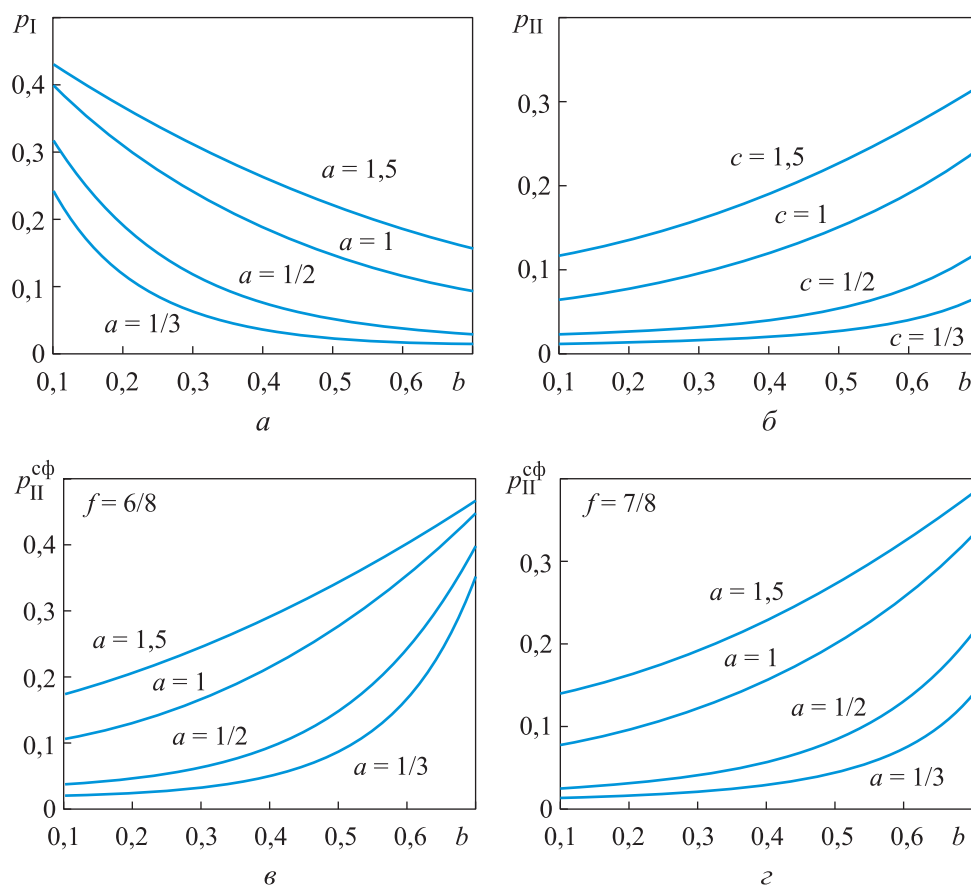 p_I
0,4
0,3
0,2
0,1
0
a = 1,5
a = 1
a = 1/2
a = 1/3
0,1 0,2 0,3 0,4 0,5 0,6 b
а
p_II
0,3
0,2
0,1
0
c = 1,5
c = 1
c = 1/2
c = 1/3
0,1 0,2 0,3 0,4 0,5 0,6 b
б
p_II^сф
f = 6/8
0,4
0,3
0,2
0,1
0
a = 1,5
a = 1
a = 1/2
a = 1/3
0,1 0,2 0,3 0,4 0,5 0,6 b
в
p_II^сф
f = 7/8
0,3
0,2
0,1
0
a = 1,5
a = 1
a = 1/2
a = 1/3
0,1 0,2 0,3 0,4 0,5 0,6 b
г